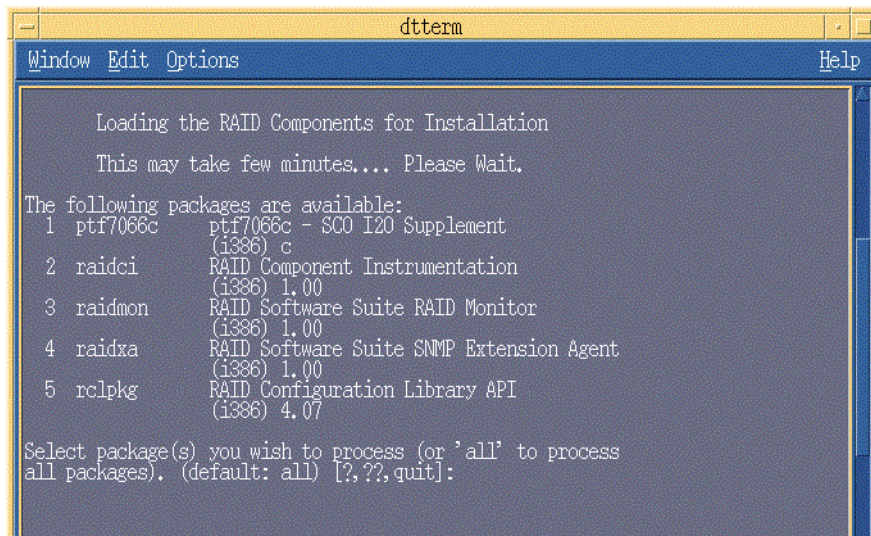 dtterm
Window Edit Options Help
Loading the RAID Components for Installation
This may take few minutes.... Please Wait.
The following packages are available:
1 ptf7066c ptf7066c - SCO I2O Supplement
(i386) c
2 raidci RAID Component Instrumentation
(i386) 1.00
3 raidmon RAID Software Suite RAID Monitor
(i386) 1.00
4 raidxa RAID Software Suite SNMP Extension Agent
(i386) 1.00
5 rclpkg RAID Configuration Library API
(i386) 4.07
Select package(s) you wish to process (or 'all' to process
all packages). (default: all) [?,??,quit]: